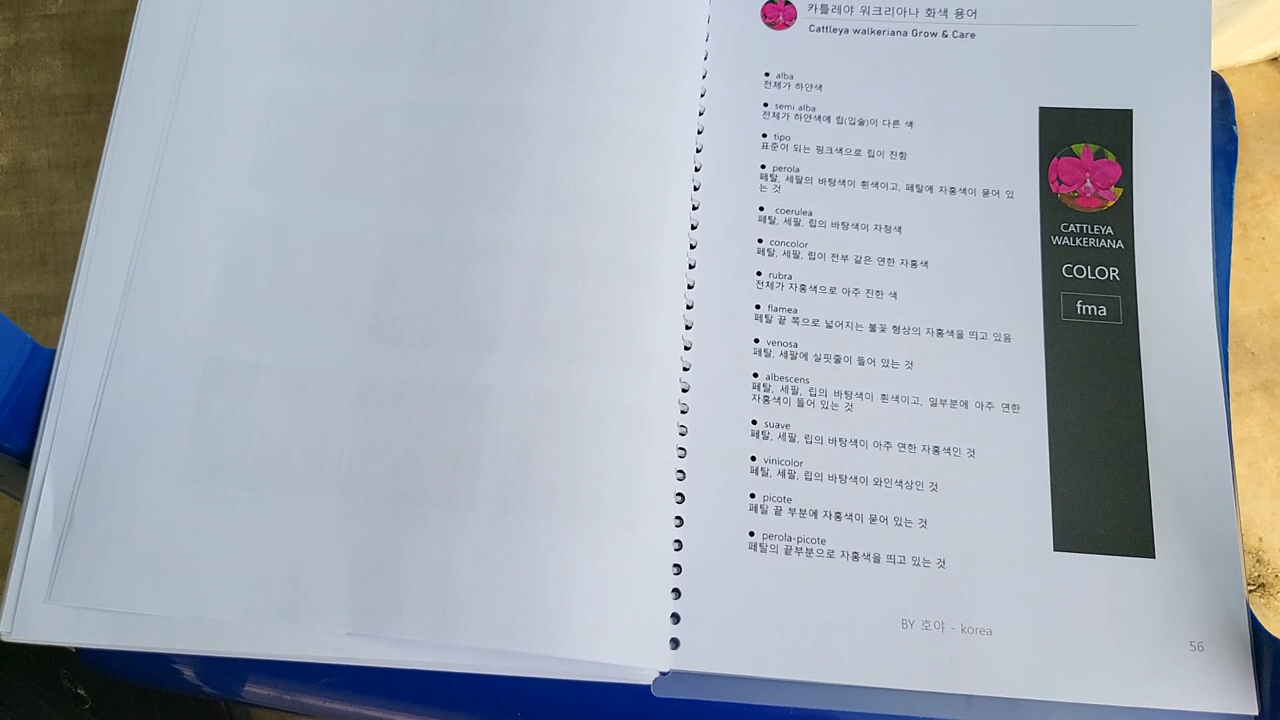 카틀레야 워크리아나 화색 용어
Cattleya walkeriana Grow & Care
● alba
전체가 하얀색
● semi alba
전체가 하얀색에 립(입술)이 다른 색
● tipo
표준이 되는 핑크색으로 립이 진함
● perola
페탈, 세팔의 바탕색이 흰색이고, 페탈에 자홍색이 묻어 있
는 것
● coerulea
페탈, 세팔, 립의 바탕색이 자청색
● concolor
페탈, 세팔, 립이 전부 같은 연한 자홍색
● rubra
전체가 자홍색으로 아주 진한 색
● flamea
페탈 끝 쪽으로 넓어지는 불꽃 형상의 자홍색을 띄고 있음
● venosa
페탈, 세팔에 실핏줄이 들어 있는 것
● albescens
페탈, 세팔, 립의 바탕색이 흰색이고, 일부분에 아주 연한
자홍색이 들어 있는 것
● suave
페탈, 세팔, 립의 바탕색이 아주 연한 자홍색인 것
● vinicolor
페탈, 세팔, 립의 바탕색이 와인색상인 것
● picote
페탈 끝 부분에 자홍색이 묻어 있는 것
● perola-picote
페탈의 끝부분으로 자홍색을 띄고 있는 것
CATTLEYA
WALKERIANA
COLOR
fma
BY 호야 - korea
56